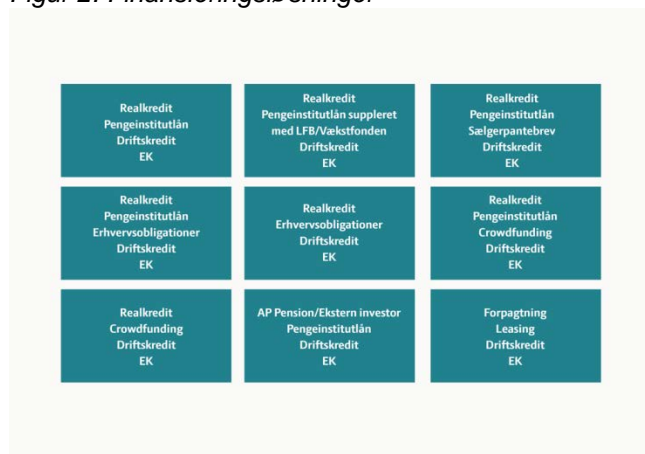 Figur 2: Finansieringsløsninger
Realkredit
Pengeinstitutlån
Driftskredit
EK
Realkredit
Pengeinstitutlån suppleret
med LFB/Vækstfonden
Driftskredit
EK
Realkredit
Pengeinstitutlån
Sælgerpantebrev
Driftskredit
EK
Realkredit
Pengeinstitutlån
Erhvervsobligationer
Driftskredit
EK
Realkredit
Erhvervsobligationer
Driftskredit
EK
Realkredit
Pengeinstitutlån
Crowdfunding
Driftskredit
EK
Realkredit
Crowdfunding
Driftskredit
EK
AP Pension/Ekstern investor
Pengeinstitutlån
Driftskredit
EK
Forpagtning
Leasing
Driftskredit
EK